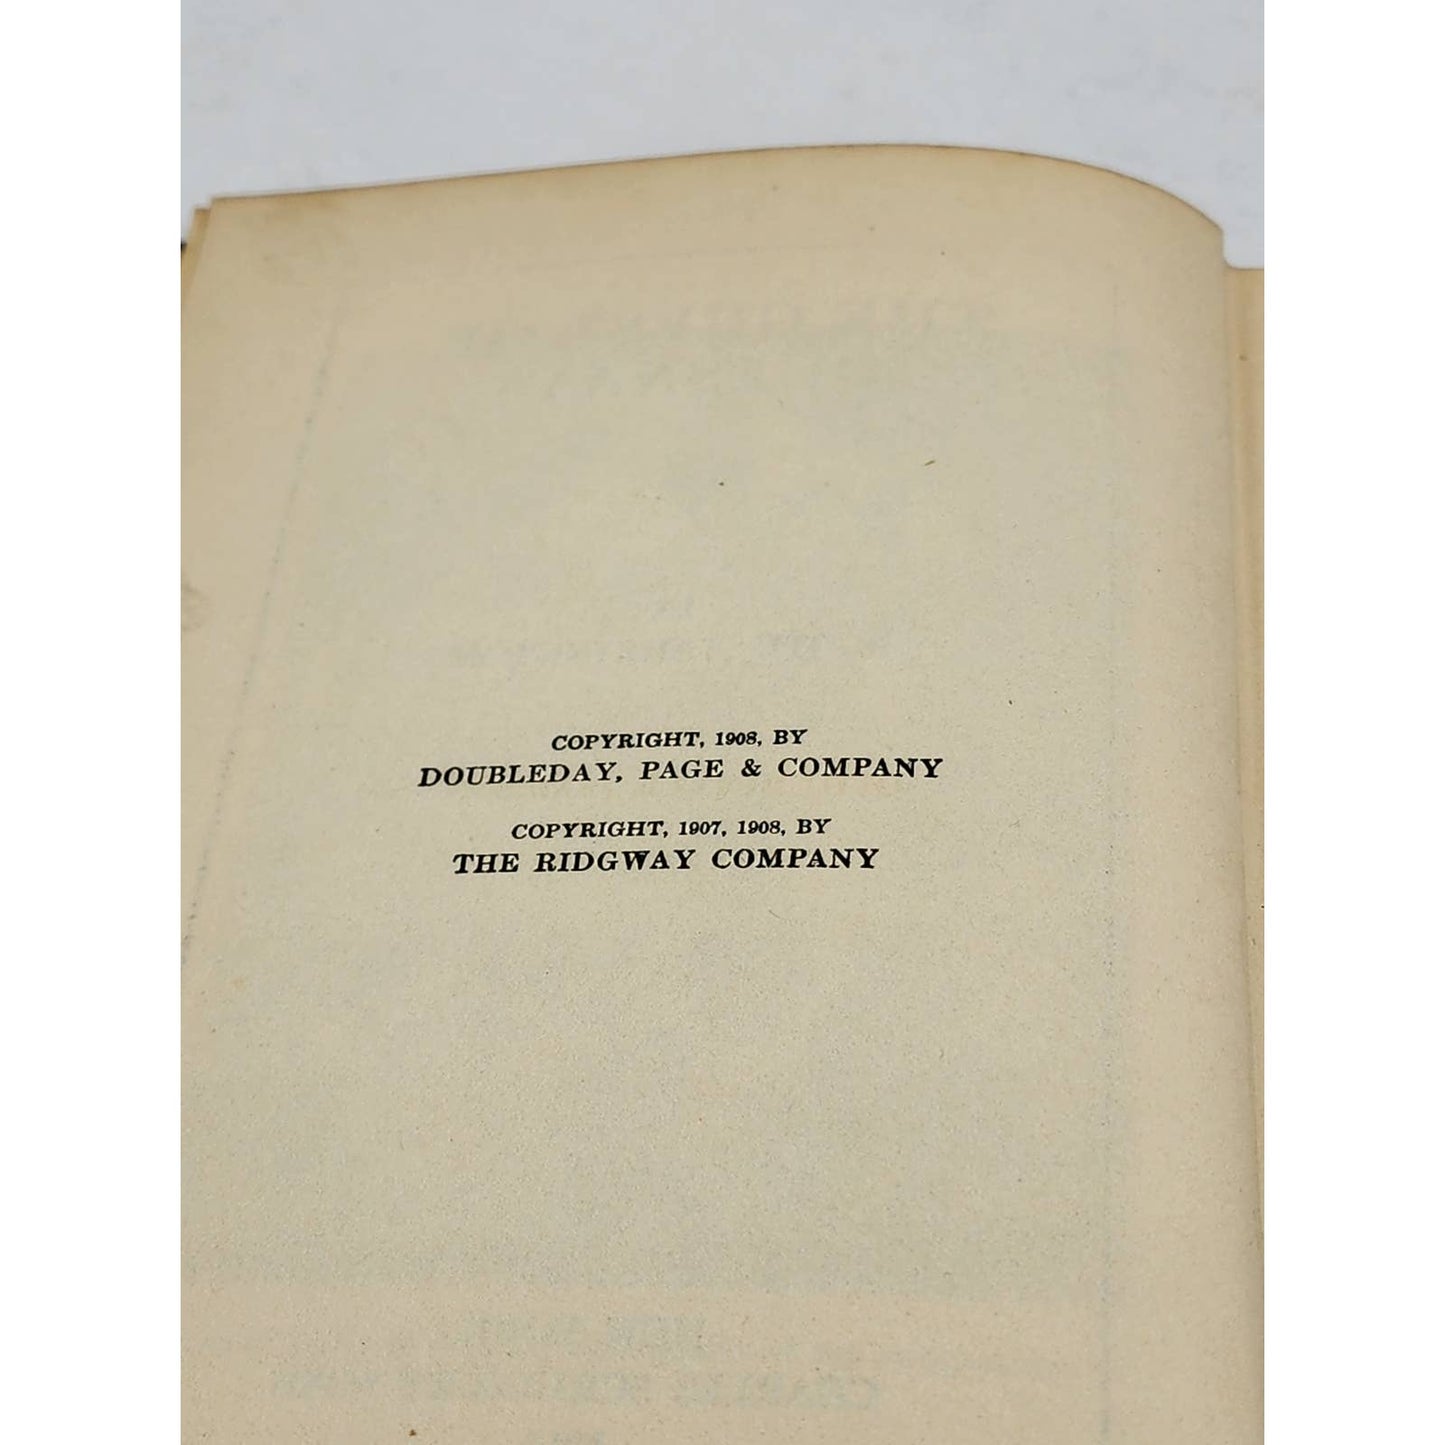 COPYRIGHT, 1908, BY
DOUBLEDAY, PAGE & COMPANY
COPYRIGHT, 1907, 1908, BY
THE RIDGWAY COMPANY